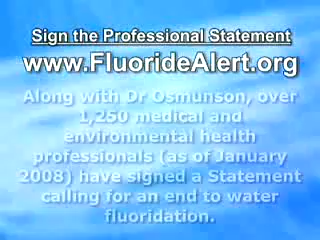 Sign the Professional Statement
www.FluorideAlert.org
Along with Dr Osmunson, over
1,250 medical and
environmental health
professionals (as of January
2008) have signed a Statement
calling for an end to water
fluoridation.